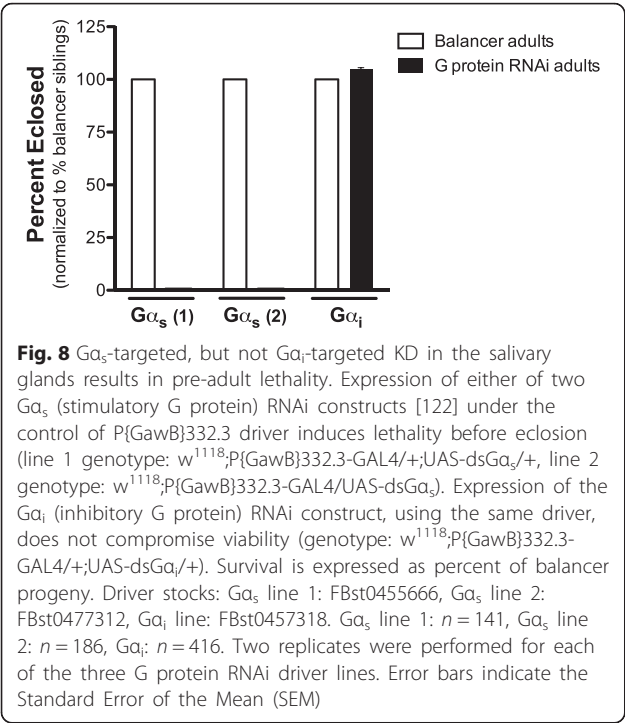 125
100
75
50
25
0
Percent Eclosed
(normalized to % balancer siblings)
Balancer adults
G protein RNAi adults
Gαs (1) Gαs (2) Gαi
Fig. 8 Gαs-targeted, but not Gαi-targeted KD in the salivary
glands results in pre-adult lethality. Expression of either of two
Gαs (stimulatory G protein) RNAi constructs [122] under the
control of P{GawB}332.3 driver induces lethality before eclosion
(line 1 genotype: w1118;P{GawB}332.3-GAL4/+;UAS-dsGαs/+, line 2
genotype: w1118;P{GawB}332.3-GAL4/UAS-dsGαs). Expression of the
Gαi (inhibitory G protein) RNAi construct, using the same driver,
does not compromise viability (genotype: w1118;P{GawB}332.3-
GAL4/+;UAS-dsGαi/+). Survival is expressed as percent of balancer
progeny. Driver stocks: Gαs line 1: FBst0455666, Gαs line 2:
FBst0477312, Gαi line: FBst0457318. Gαs line 1: n = 141, Gαs line
2: n = 186, Gαi: n = 416. Two replicates were performed for each
of the three G protein RNAi driver lines. Error bars indicate the
Standard Error of the Mean (SEM)